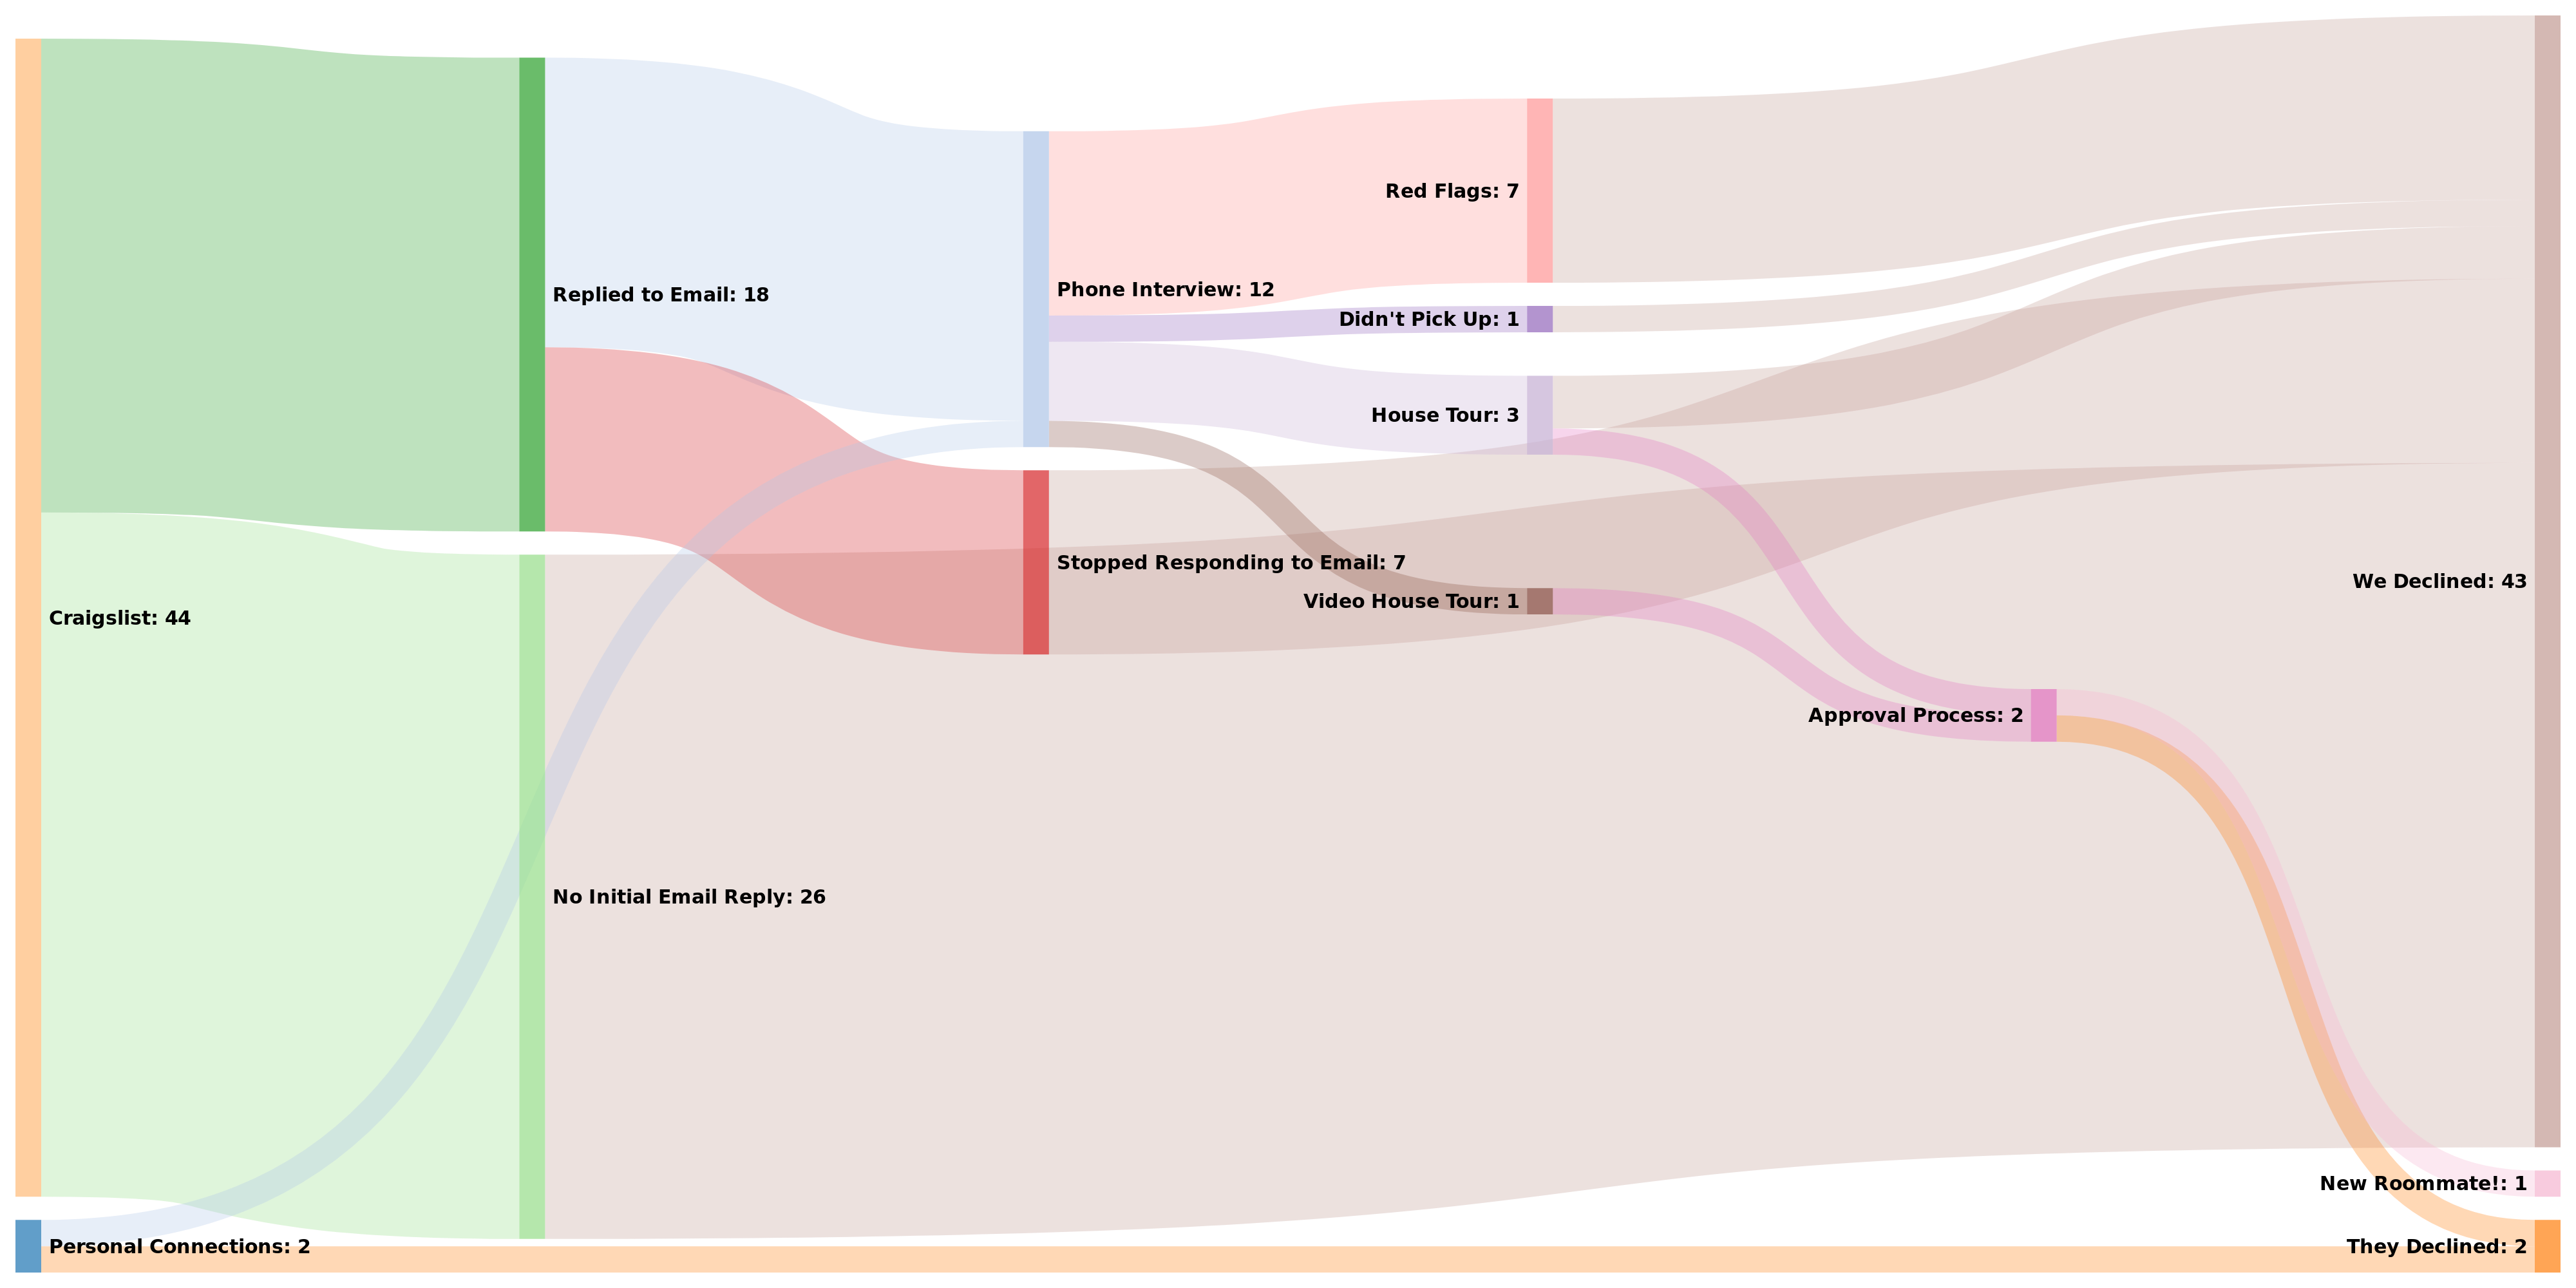 Craigslist: 44
Personal Connections: 2
Replied to Email: 18
No Initial Email Reply: 26
Phone Interview: 12
Stopped Responding to Email: 7
Red Flags: 7
Didn't Pick Up: 1
House Tour: 3
Video House Tour: 1
Approval Process: 2
We Declined: 43
New Roommate!: 1
They Declined: 2